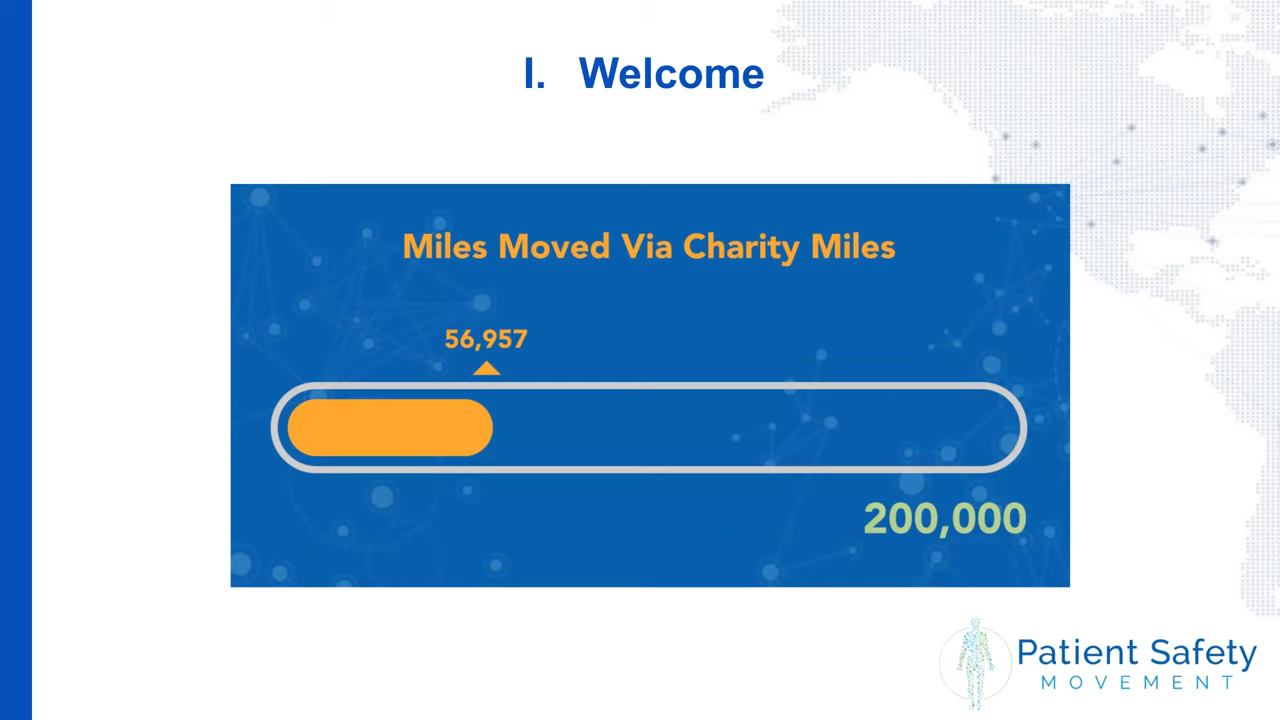 I. Welcome
Miles Moved Via Charity Miles
56,957
200,000
Patient Safety
MOVEMENT